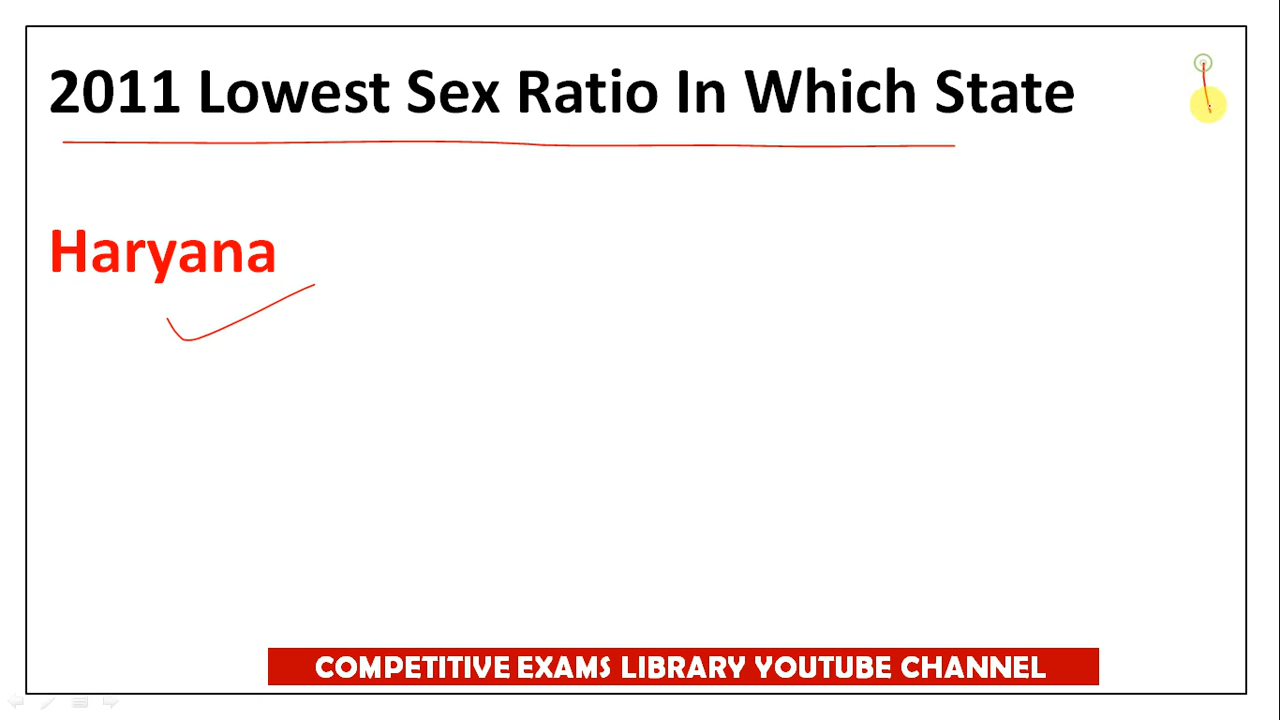 2011 Lowest Sex Ratio In Which State
Haryana
COMPETITIVE EXAMS LIBRARY YOUTUBE CHANNEL